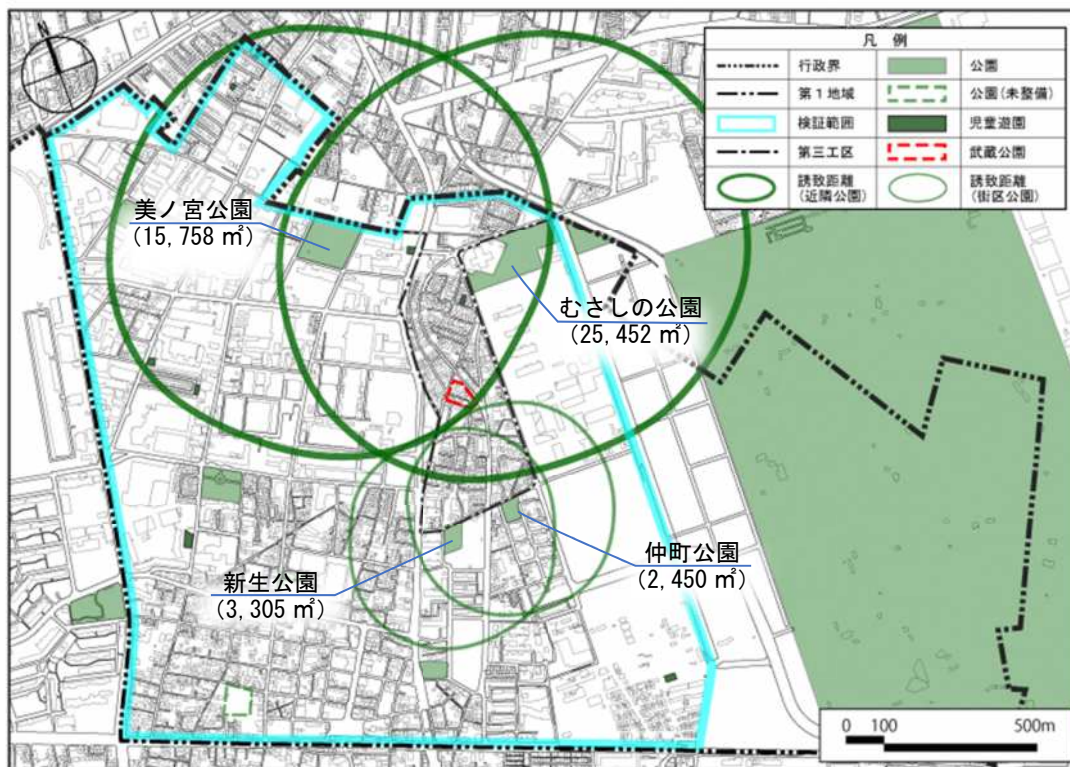 凡 例
行政界
公園
第1地域
公園(未整備)
検証範囲
児童遊園
第三工区
武蔵公園
誘致距離
(近隣公園)
誘致距離
(街区公園)
美ノ宮公園
(15,758 ㎡)
むさしの公園
(25,452 ㎡)
仲町公園
(2,450 ㎡)
新生公園
(3,305 ㎡)
0 100 500m